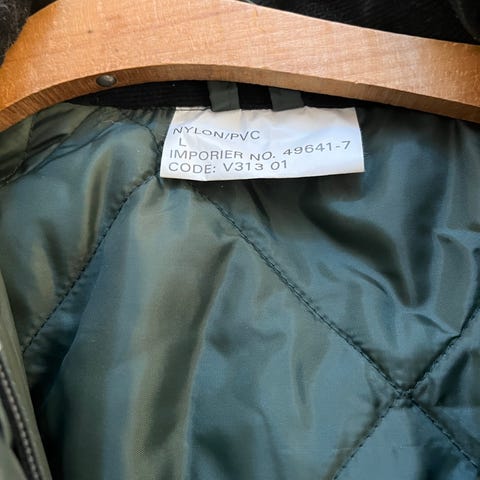 NYLON/PVC
L
IMPORIER NO. 49641-7
CODE: V313 01